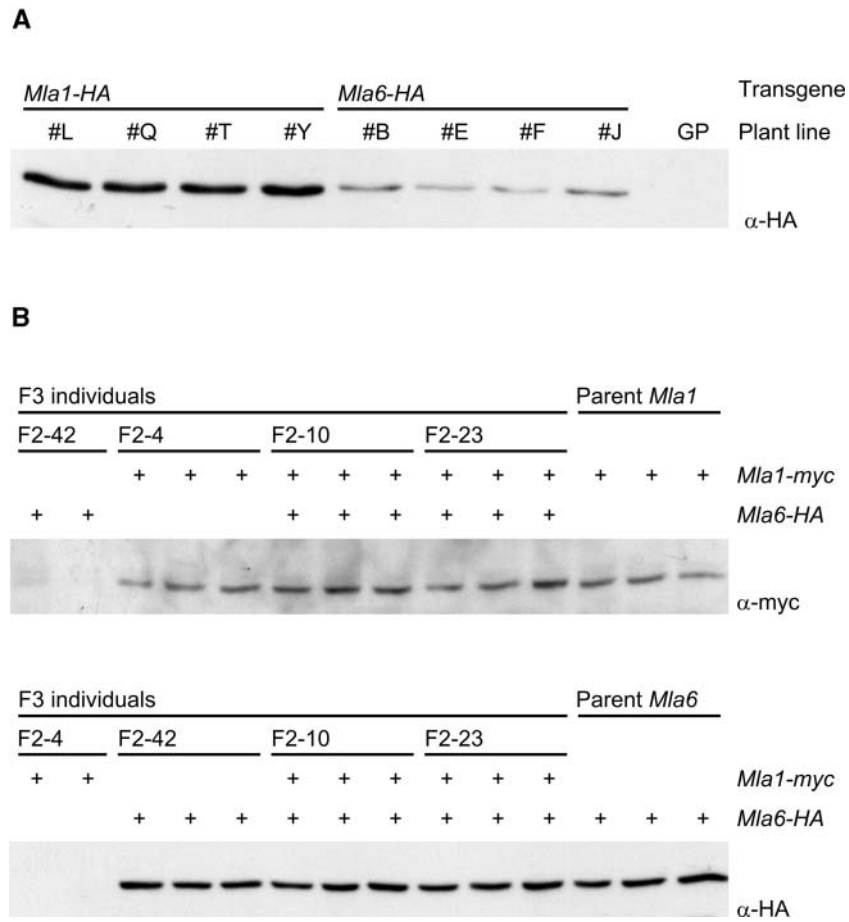 A
Mla1-HA Mla6-HA Transgene
#L #Q #T #Y #B #E #F #J GP Plant line
α-HA
B
F3 individuals Parent Mla1
F2-42 F2-4 F2-10 F2-23
+ + + + + + + + + + + + Mla1-myc
+ + + + + + + + Mla6-HA
α-myc
F3 individuals Parent Mla6
F2-4 F2-42 F2-10 F2-23
+ + + + + + + + Mla1-myc
+ + + + + + + + + + + + Mla6-HA
α-HA